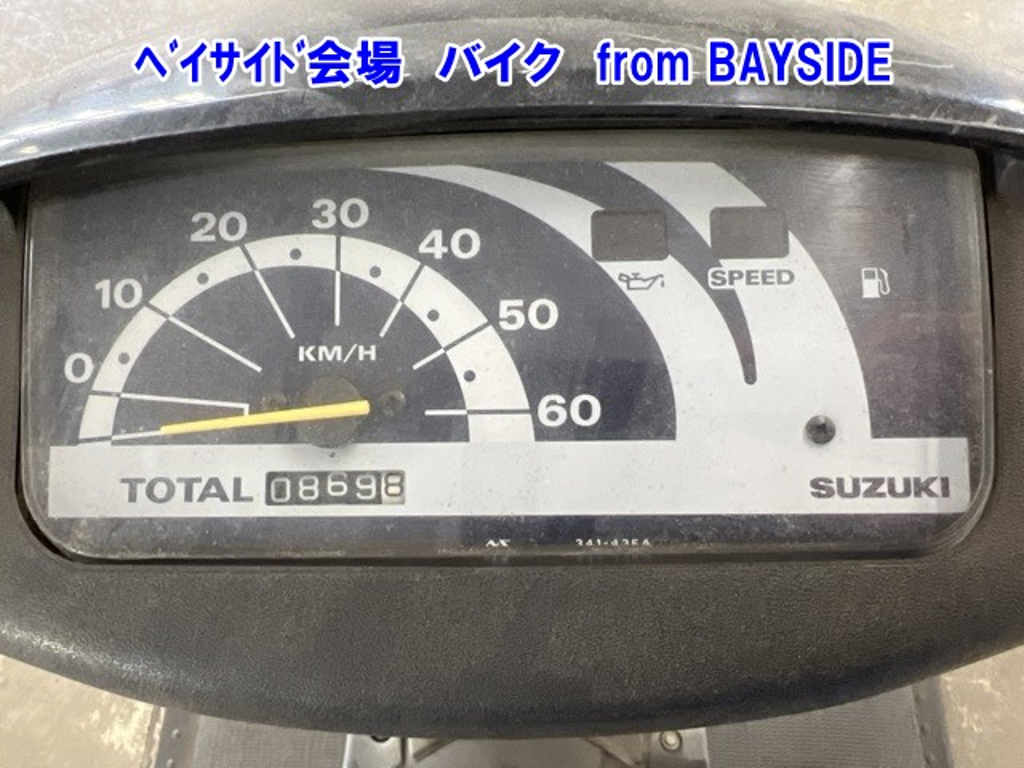 ﾍﾞｲｻｲﾄﾞ会場　バイク　from BAYSIDE
30
20
40
10
SPEED
50
KM/H
0
60
TOTAL 08698
SUZUKI